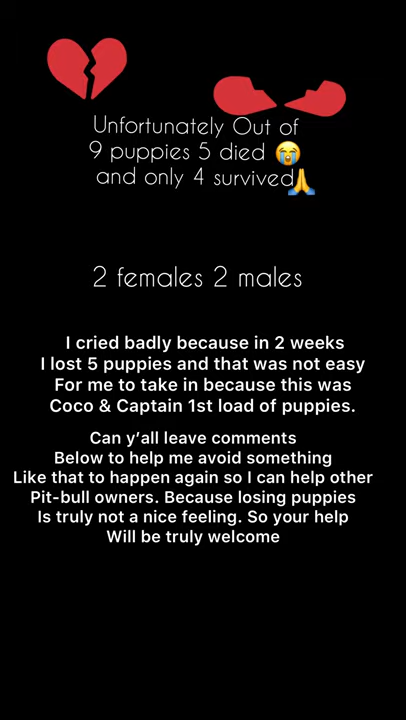 Unfortunately Out of
9 puppies 5 died 😭
and only 4 survived🙏
2 females 2 males
I cried badly because in 2 weeks
I lost 5 puppies and that was not easy
For me to take in because this was
Coco & Captain 1st load of puppies.
Can y’all leave comments
Below to help me avoid something
Like that to happen again so I can help other
Pit-bull owners. Because losing puppies
Is truly not a nice feeling. So your help
Will be truly welcome